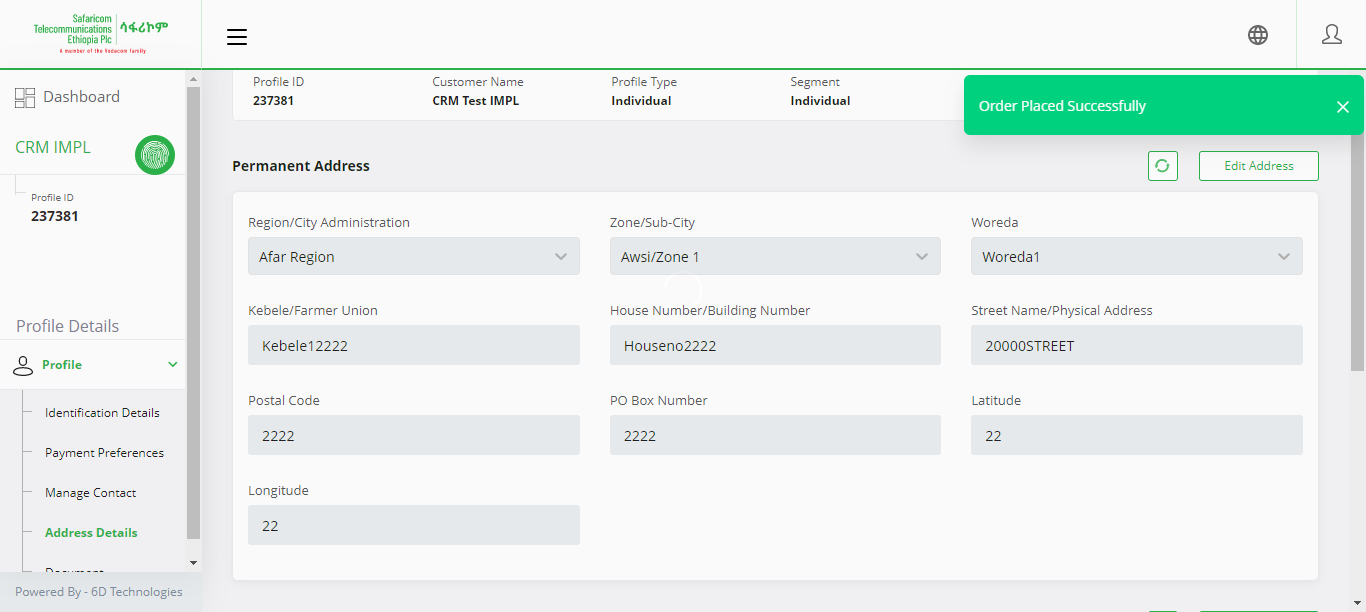 Safaricom
Telecommunications
Ethiopia Plc
ሳፋሪኮም
A member of the Vodacom family
Dashboard
CRM IMPL
Profile ID
237381
Profile Details
Profile
Identification Details
Payment Preferences
Manage Contact
Address Details
Document
Powered By - 6D Technologies
Profile ID
237381
Customer Name
CRM Test IMPL
Profile Type
Individual
Segment
Individual
Order Placed Successfully
Permanent Address
Edit Address
Region/City Administration
Afar Region
Zone/Sub-City
Awsi/Zone 1
Woreda
Woreda1
Kebele/Farmer Union
Kebele12222
House Number/Building Number
Houseno2222
Street Name/Physical Address
20000STREET
Postal Code
2222
PO Box Number
2222
Latitude
22
Longitude
22